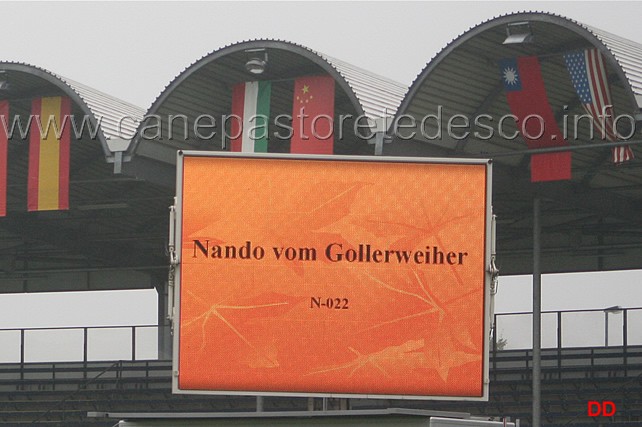 www.canepastoretedesco.info
Nando vom Gollerweiher
N-022
DD